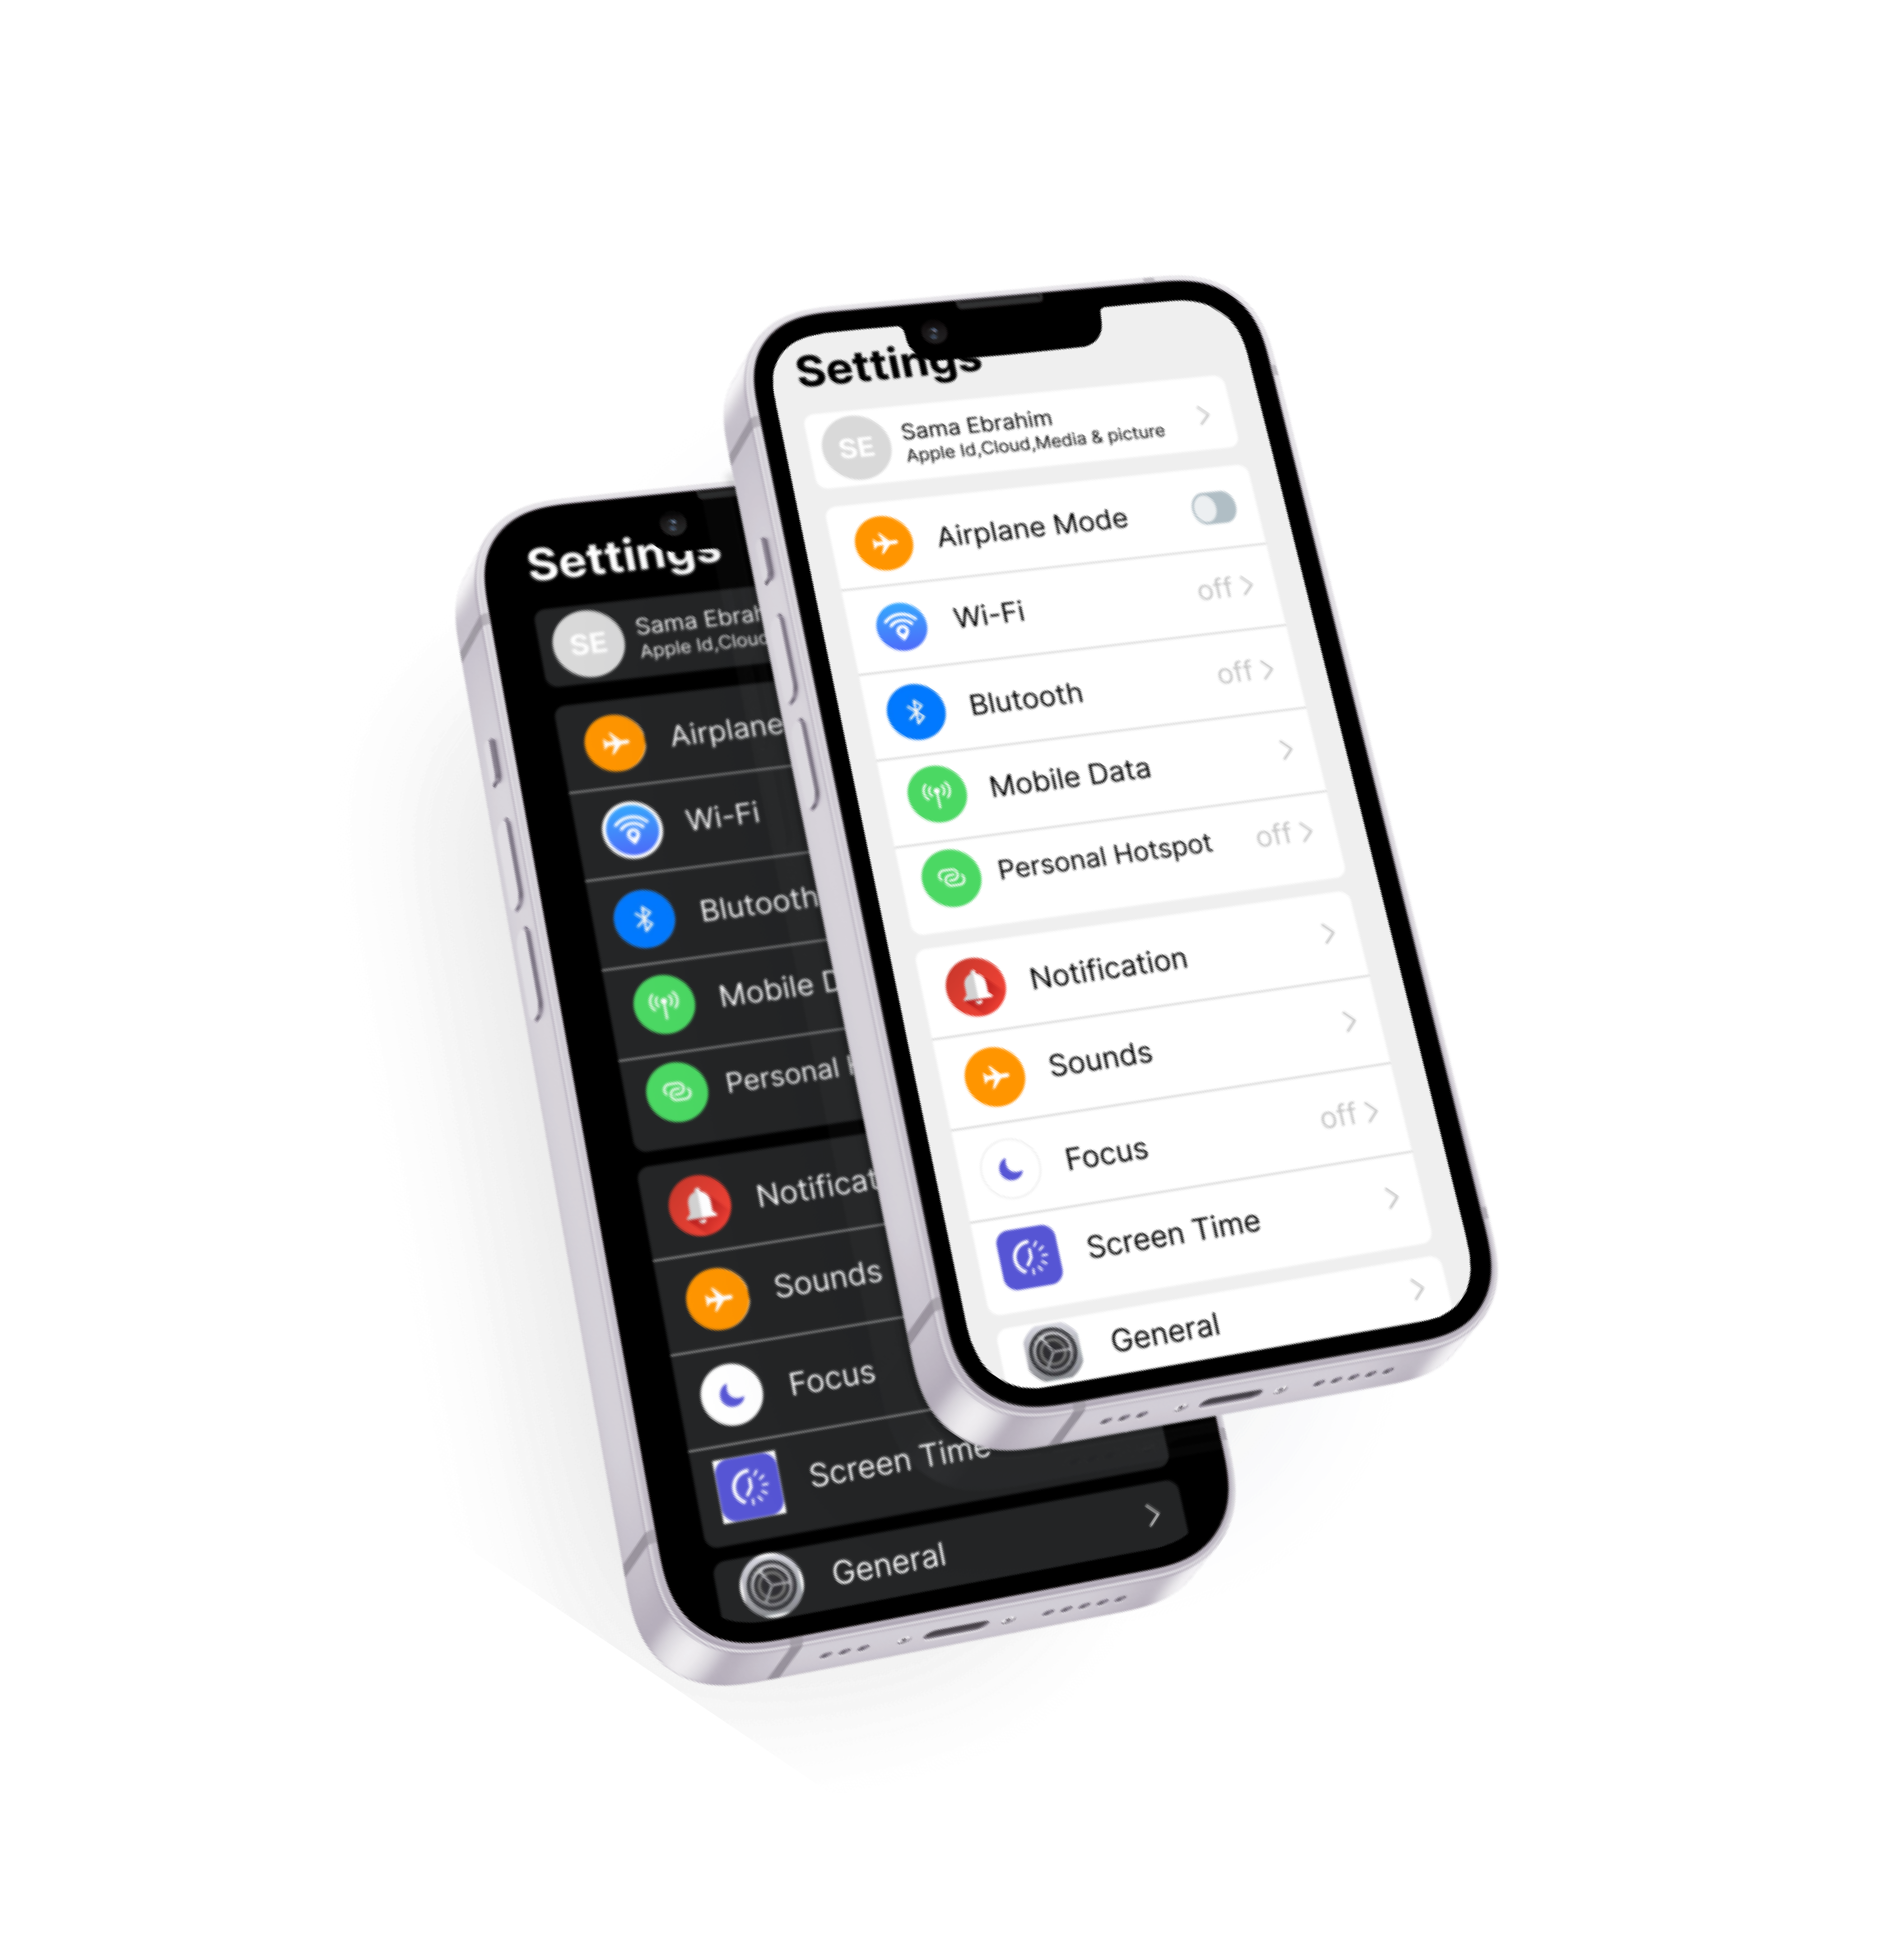 Settings
SE
Sama Ebrahim
Apple Id,Cloud,Media & picture
Airplane Mode
Wi-Fi
off
Blutooth
off
Mobile Data
Personal Hotspot
off
Notification
Sounds
Focus
off
Screen Time
General
Settings
SE
Sama Ebrah
Apple Id,Cloud
Airplane
Wi-Fi
Blutooth
Mobile D
Personal H
Notificat
Sounds
Focus
Screen Time
General